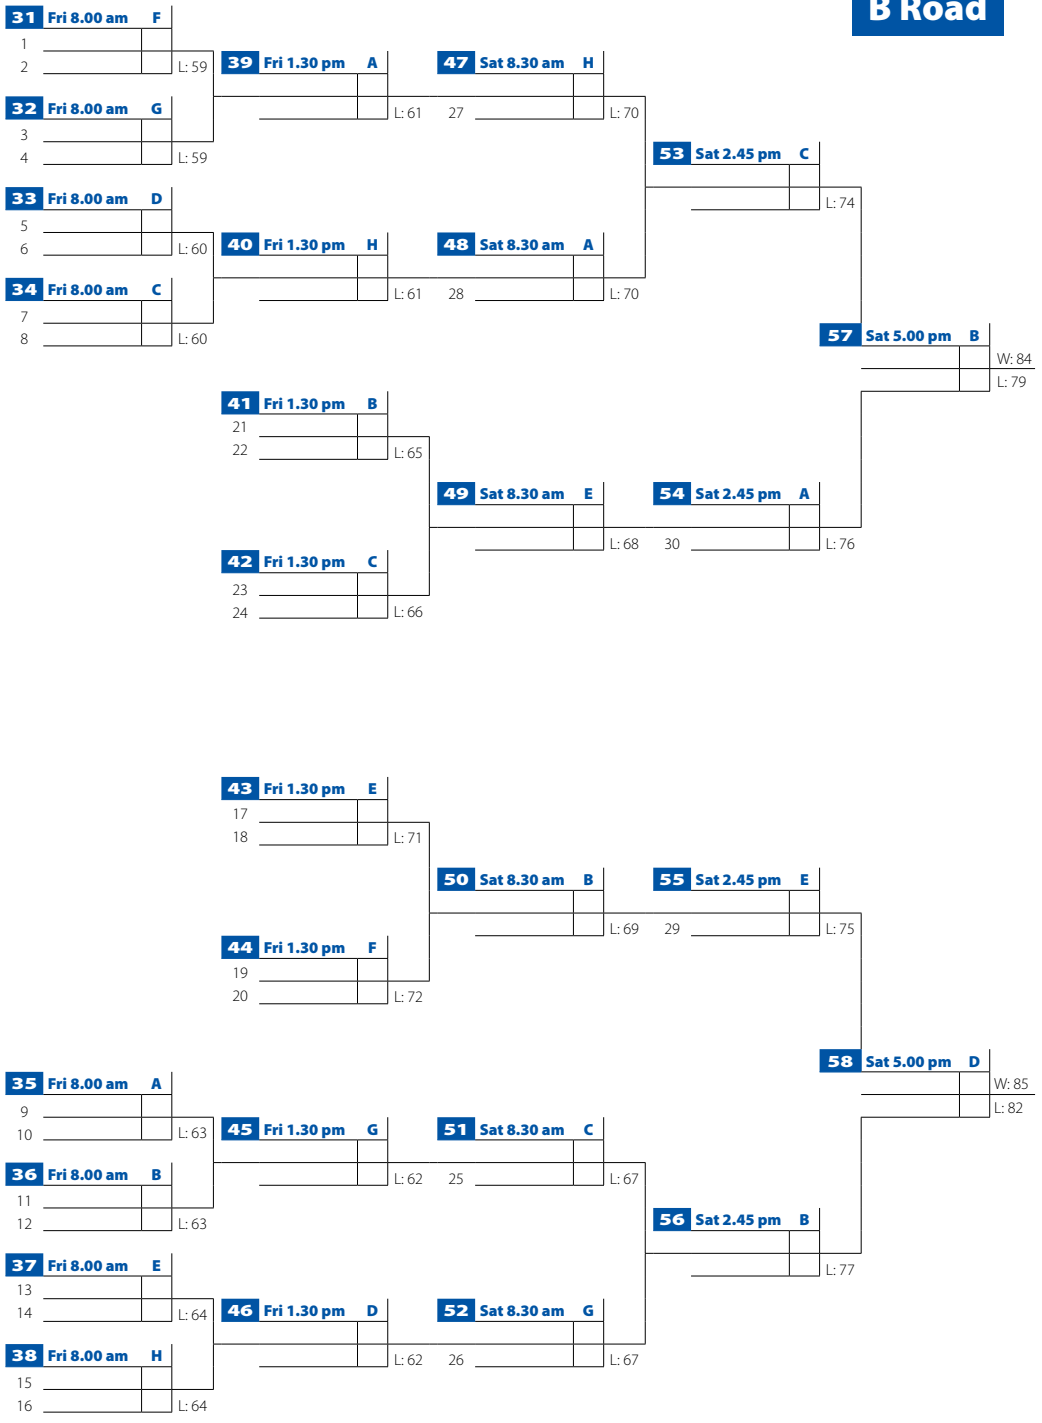 B Road
31 Fri 8.00 am F
1
2
L: 59
32 Fri 8.00 am G
3
4
L: 59
33 Fri 8.00 am D
5
6
L: 60
34 Fri 8.00 am C
7
8
L: 60
39 Fri 1.30 pm A
L: 61
40 Fri 1.30 pm H
L: 61
47 Sat 8.30 am H
27
L: 70
48 Sat 8.30 am A
28
L: 70
53 Sat 2.45 pm C
L: 74
57 Sat 5.00 pm B
W: 84
L: 79
41 Fri 1.30 pm B
21
22
L: 65
42 Fri 1.30 pm C
23
24
L: 66
49 Sat 8.30 am E
L: 68
54 Sat 2.45 pm A
30
L: 76
43 Fri 1.30 pm E
17
18
L: 71
44 Fri 1.30 pm F
19
20
L: 72
50 Sat 8.30 am B
L: 69
55 Sat 2.45 pm E
29
L: 75
58 Sat 5.00 pm D
W: 85
L: 82
35 Fri 8.00 am A
9
10
L: 63
36 Fri 8.00 am B
11
12
L: 63
37 Fri 8.00 am E
13
14
L: 64
38 Fri 8.00 am H
15
16
L: 64
45 Fri 1.30 pm G
L: 62
46 Fri 1.30 pm D
L: 62
51 Sat 8.30 am C
25
L: 67
52 Sat 8.30 am G
26
L: 67
56 Sat 2.45 pm B
L: 77